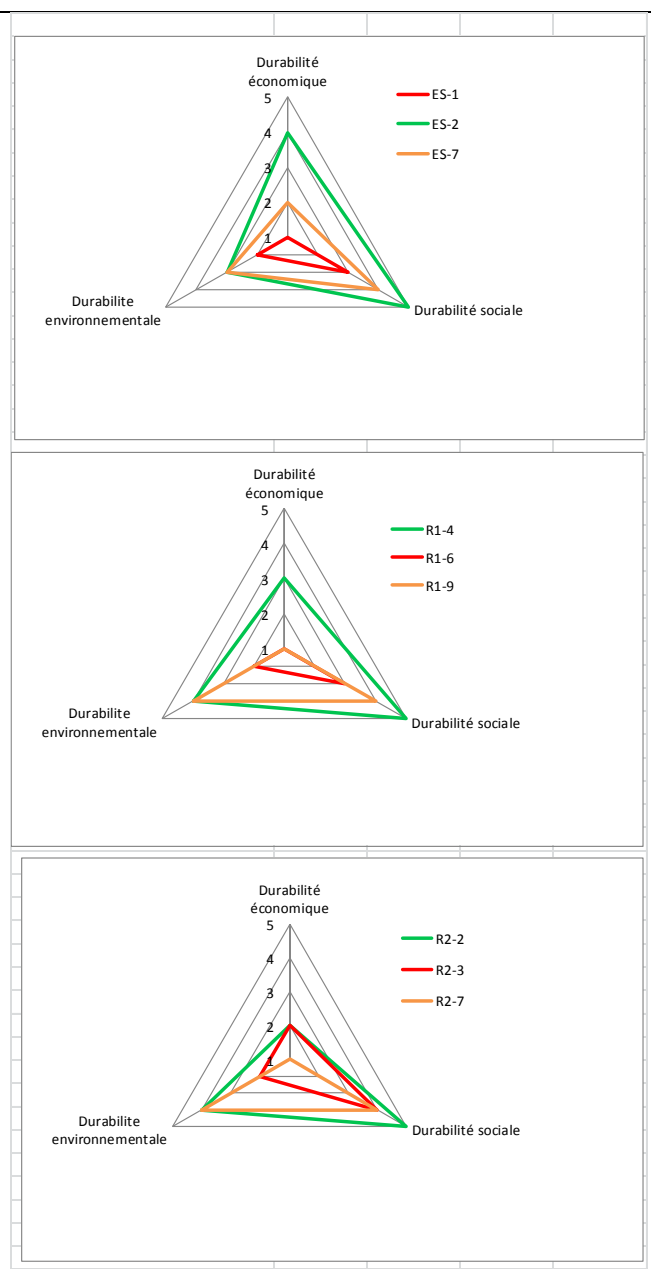 Durabilité
économique
5
4
3
2
1
Durabilite
environnementale
Durabilité sociale
ES-1
ES-2
ES-7
Durabilité
économique
5
4
3
2
1
Durabilite
environnementale
Durabilité sociale
R1-4
R1-6
R1-9
Durabilité
économique
5
4
3
2
1
Durabilite
environnementale
Durabilité sociale
R2-2
R2-3
R2-7